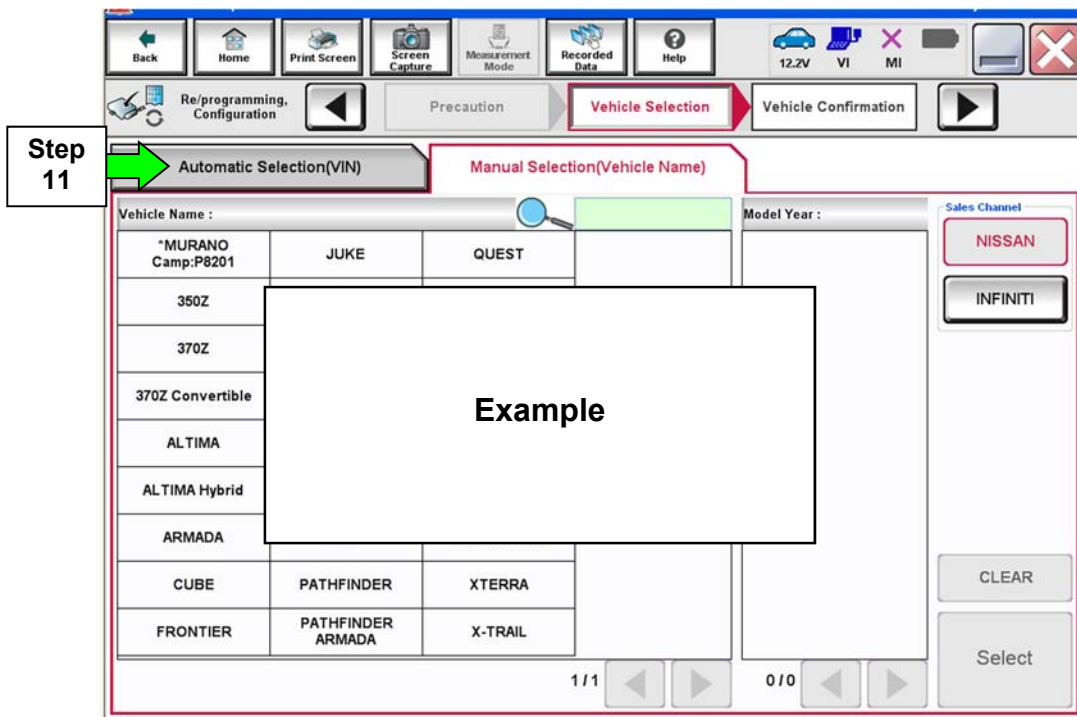 Back
Home
Print Screen
Screen
Capture
Measurement
Mode
Recorded
Data
Help
12.2V
VI
MI
Re/programming,
Configuration
Precaution
Vehicle Selection
Vehicle Confirmation
Step
11
Automatic Selection(VIN)
Manual Selection(Vehicle Name)
Vehicle Name :
Model Year :
Sales Channel
*MURANO
Camp:P8201
JUKE
QUEST
NISSAN
350Z
INFINITI
370Z
370Z Convertible
Example
ALTIMA
ALTIMA Hybrid
ARMADA
CUBE
PATHFINDER
XTERRA
CLEAR
FRONTIER
PATHFINDER
ARMADA
X-TRAIL
Select
1/1
0/0